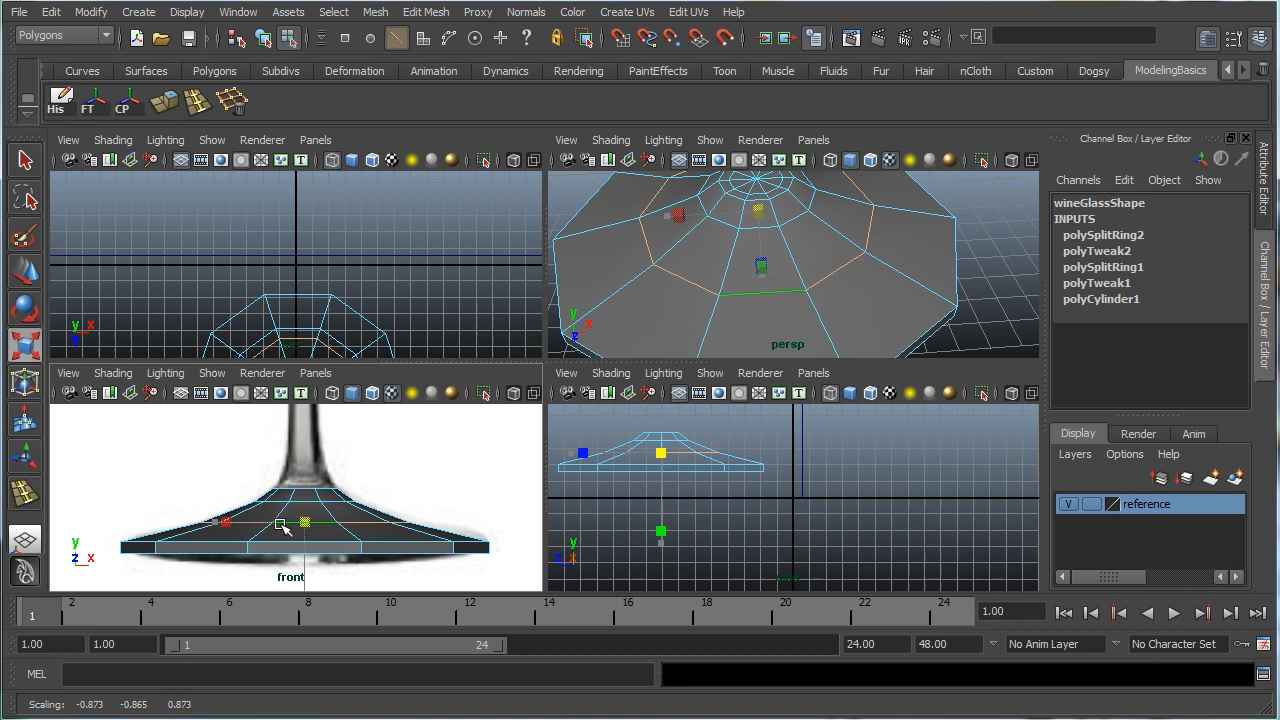 File Edit Modify Create Display Window Assets Select Mesh Edit Mesh Proxy Normals Color Create UVs Edit UVs Help
Polygons
Curves Surfaces Polygons Subdivs Deformation Animation Dynamics Rendering PaintEffects Toon Muscle Fluids Fur Hair nCloth Custom Dogsy ModelingBasics
His FT CP
View Shading Lighting Show Renderer Panels
View Shading Lighting Show Renderer Panels
Channel Box / Layer Editor
Channels Edit Object Show
wineGlassShape
INPUTS
polySplitRing2
polyTweak2
polySplitRing1
polyTweak1
polyCylinder1
Attribute Editor
Channel Box / Layer Editor
y x
z
y
x
z
persp
View Shading Lighting Show Renderer Panels
View Shading Lighting Show Renderer Panels
Display Render Anim
Layers Options Help
V reference
y
z x
front
y
z x
2 4 6 8 10 12 14 16 18 20 22 24
1
1.00
1.00 1.00 1 24 24.00 48.00 No Anim Layer No Character Set
MEL
Scaling: -0.873 -0.865 0.873